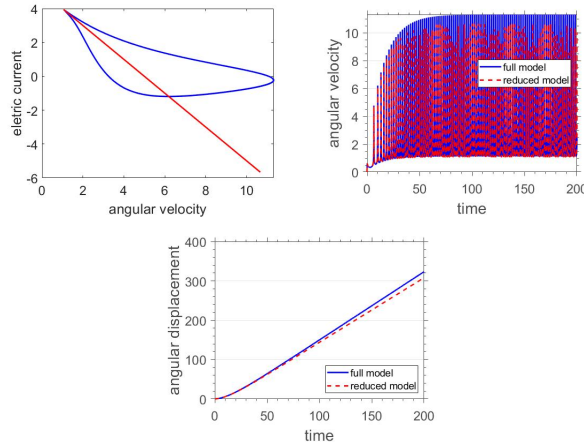 4
2
0
-2
-4
-6
eletric current
0 2 4 6 8 10
angular velocity
10
8
6
4
2
0
angular velocity
full model
reduced model
0 50 100 150 200
time
400
300
200
100
0
angular displacement
full model
reduced model
0 50 100 150 200
time